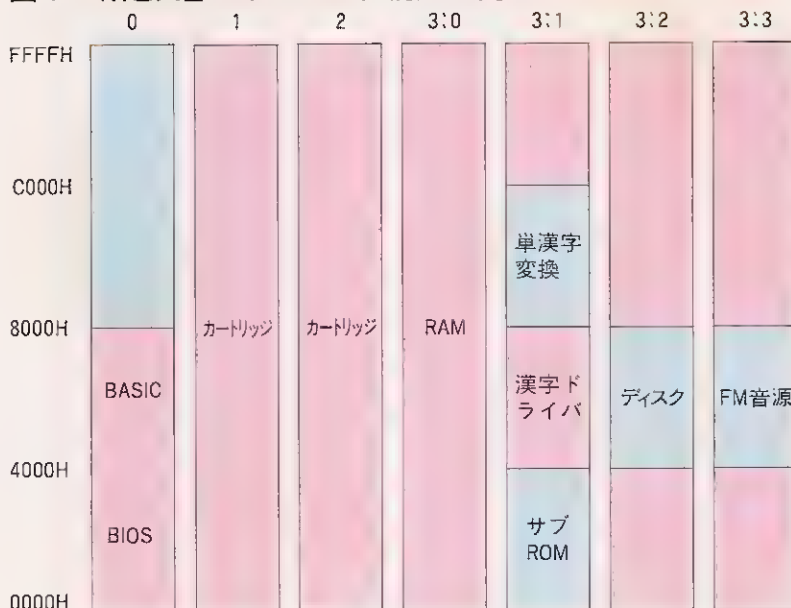 0 1 2 3:0 3:1 3:2 3:3
FFFFH
C000H
単漢字
変換
8000H
カートリッジ カートリッジ RAM
BASIC
漢字ド
ライバ
ディスク FM音源
4000H
BIOS
サブ
ROM
0000H